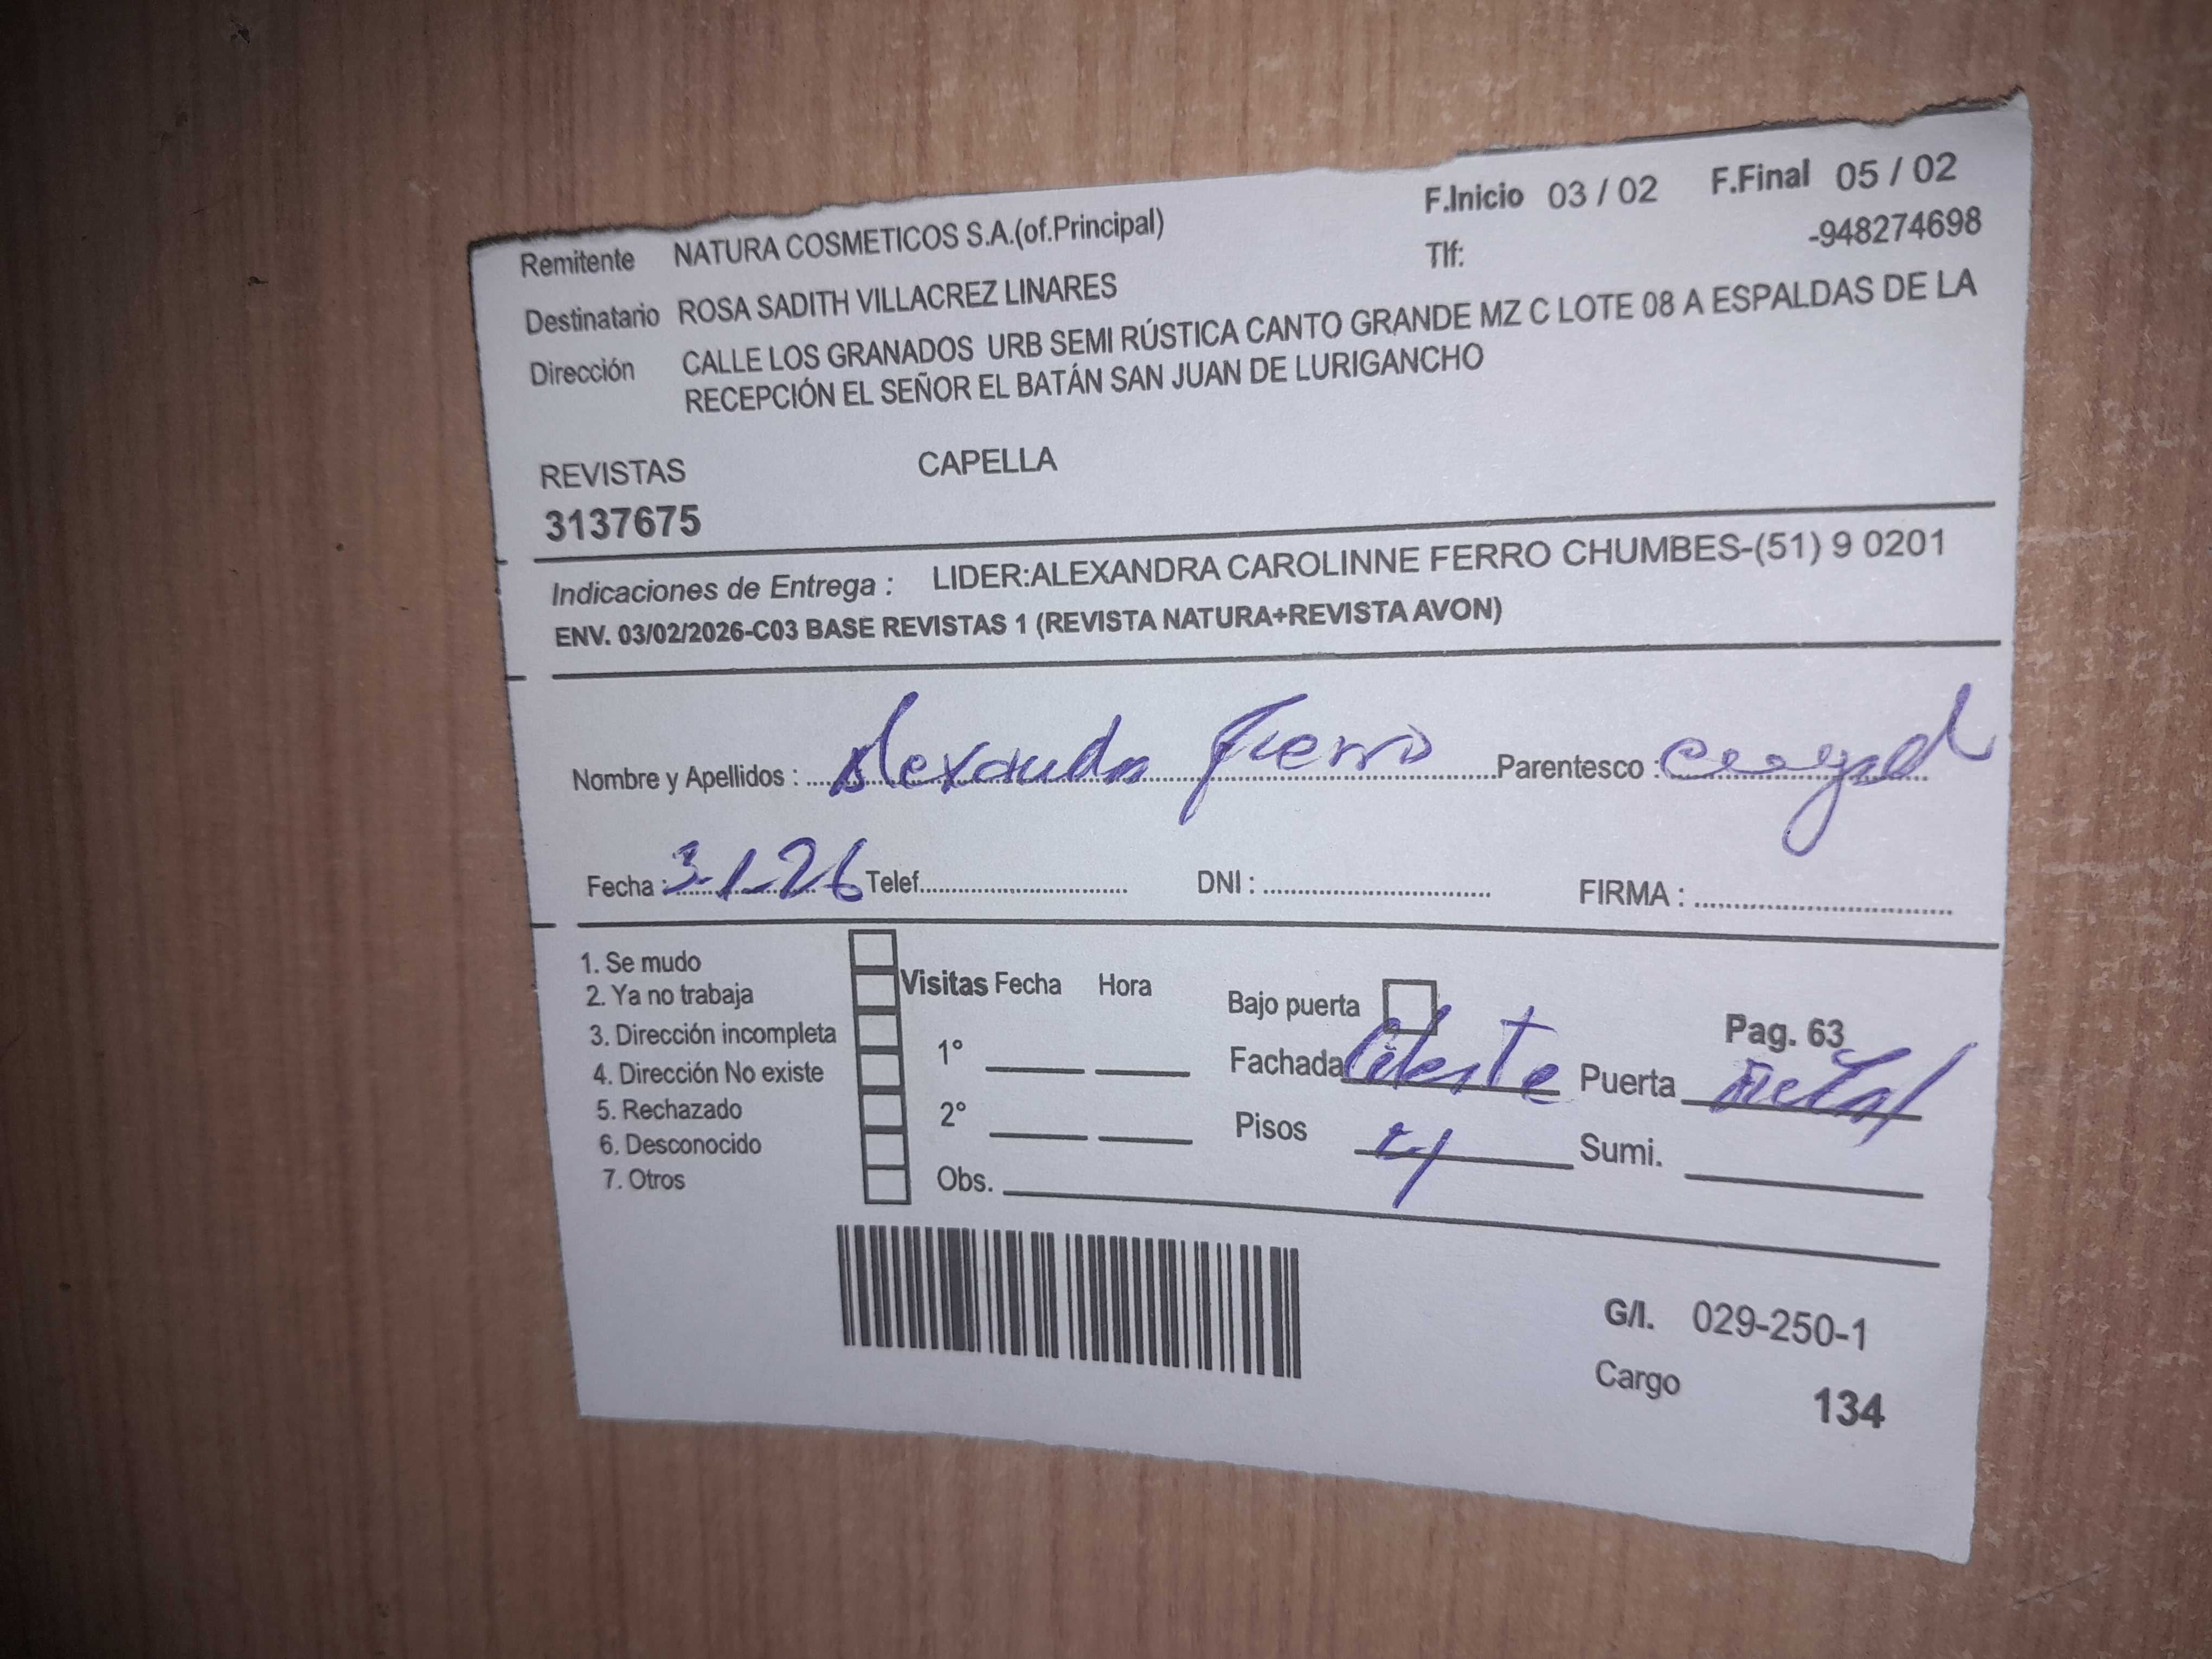 Remitente NATURA COSMETICOS S.A.(of.Principal) F.Inicio 03 / 02 F.Final 05 / 02
Tlf: -948274698
Destinatario ROSA SADITH VILLACREZ LINARES
Dirección CALLE LOS GRANADOS URB SEMI RÚSTICA CANTO GRANDE MZ C LOTE 08 A ESPALDAS DE LA
RECEPCIÓN EL SEÑOR EL BATÁN SAN JUAN DE LURIGANCHO
REVISTAS CAPELLA
3137675
Indicaciones de Entrega : LIDER:ALEXANDRA CAROLINNE FERRO CHUMBES-(51) 9 0201
ENV. 03/02/2026-C03 BASE REVISTAS 1 (REVISTA NATURA+REVISTA AVON)
Nombre y Apellidos : Alexandra Ferro Parentesco :
Fecha : 3-1-26 Telef. DNI : FIRMA :
1. Se mudo
2. Ya no trabaja
3. Dirección incompleta
4. Dirección No existe
5. Rechazado
6. Desconocido
7. Otros
Visitas Fecha Hora
1°
2°
Obs.
Bajo puerta Pag. 63
Fachada Celeste Puerta Metal
Pisos 4 Sumi.
G/I. 029-250-1
Cargo 134